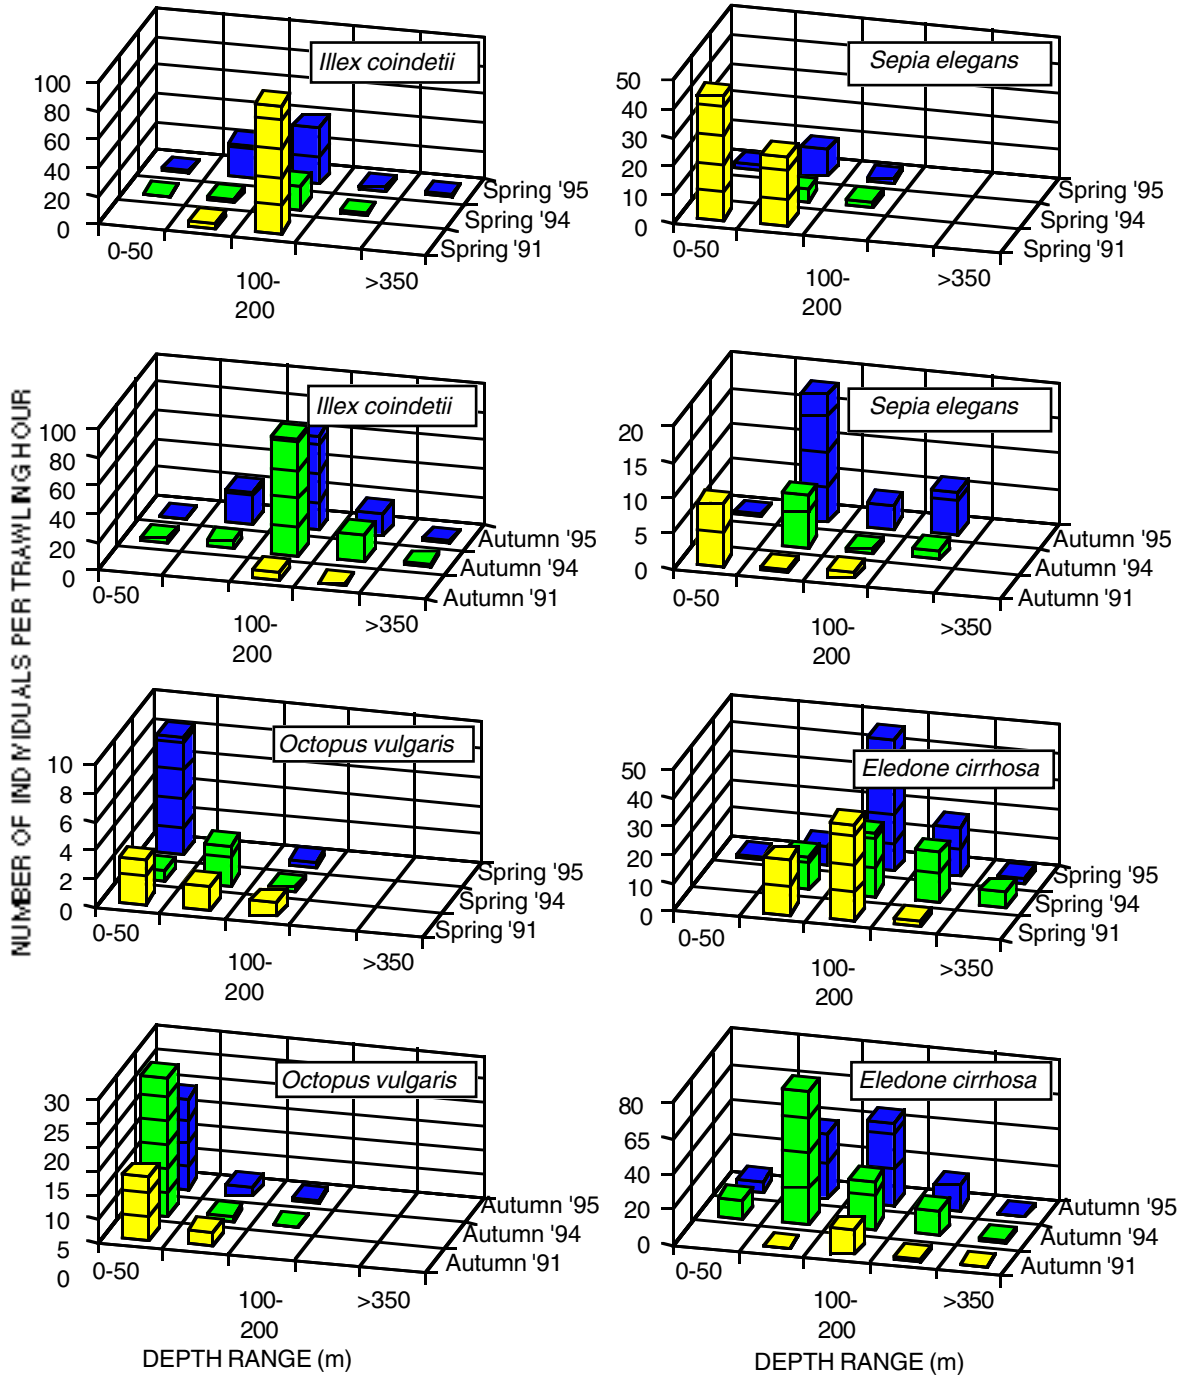 NUMBER OF INDIVIDUALS PER TRAWLING HOUR
Illex coindetii
100
80
60
40
20
0
0-50
100-
200
>350
Spring '95
Spring '94
Spring '91
Sepia elegans
50
40
30
20
10
0
0-50
100-
200
>350
Spring '95
Spring '94
Spring '91
Illex coindetii
100
80
60
40
20
0
0-50
100-
200
>350
Autumn '95
Autumn '94
Autumn '91
Sepia elegans
20
15
10
5
0
0-50
100-
200
>350
Autumn '95
Autumn '94
Autumn '91
Octopus vulgaris
10
8
6
4
2
0
0-50
100-
200
>350
Spring '95
Spring '94
Spring '91
Eledone cirrhosa
50
40
30
20
10
0
0-50
100-
200
>350
Spring '95
Spring '94
Spring '91
Octopus vulgaris
30
25
20
15
10
5
0
0-50
100-
200
>350
Autumn '95
Autumn '94
Autumn '91
DEPTH RANGE (m)
Eledone cirrhosa
80
65
40
20
0
0-50
100-
200
>350
Autumn '95
Autumn '94
Autumn '91
DEPTH RANGE (m)